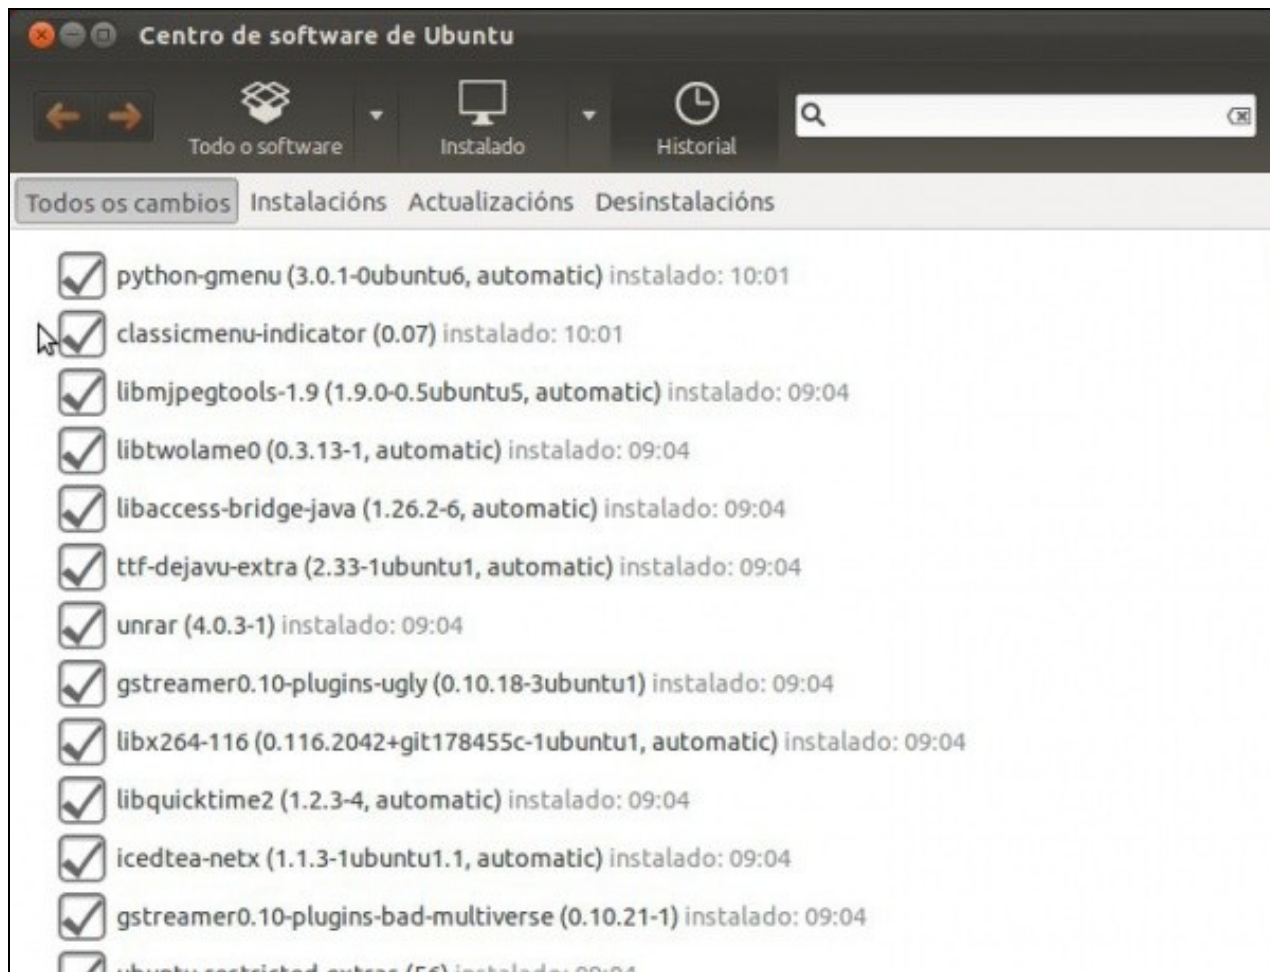 Centro de software de Ubuntu
Todo o software Instalado Historial
Todos os cambios Instalacións Actualizacións Desinstalacións
python-gmenu (3.0.1-0ubuntu6, automatic) instalado: 10:01
classicmenu-indicator (0.07) instalado: 10:01
libmjpegtools-1.9 (1.9.0-0.5ubuntu5, automatic) instalado: 09:04
libtwolame0 (0.3.13-1, automatic) instalado: 09:04
libaccess-bridge-java (1.26.2-6, automatic) instalado: 09:04
ttf-dejavu-extra (2.33-1ubuntu1, automatic) instalado: 09:04
unrar (4.0.3-1) instalado: 09:04
gstreamer0.10-plugins-ugly (0.10.18-3ubuntu1) instalado: 09:04
libx264-116 (0.116.2042+git178455c-1ubuntu1, automatic) instalado: 09:04
libquicktime2 (1.2.3-4, automatic) instalado: 09:04
icedtea-netx (1.1.3-1ubuntu1.1, automatic) instalado: 09:04
gstreamer0.10-plugins-bad-multiverse (0.10.21-1) instalado: 09:04
ubuntu-restricted-extras (56) instalado: 09:04